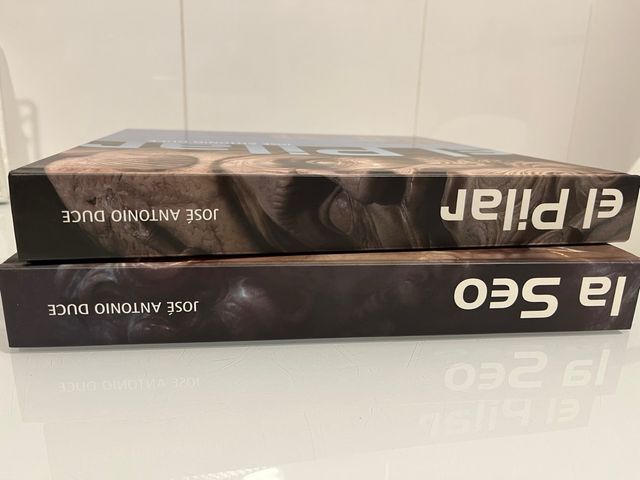 el Pilar
JOSÉ ANTONIO DUCE
la Seo
JOSÉ ANTONIO DUCE